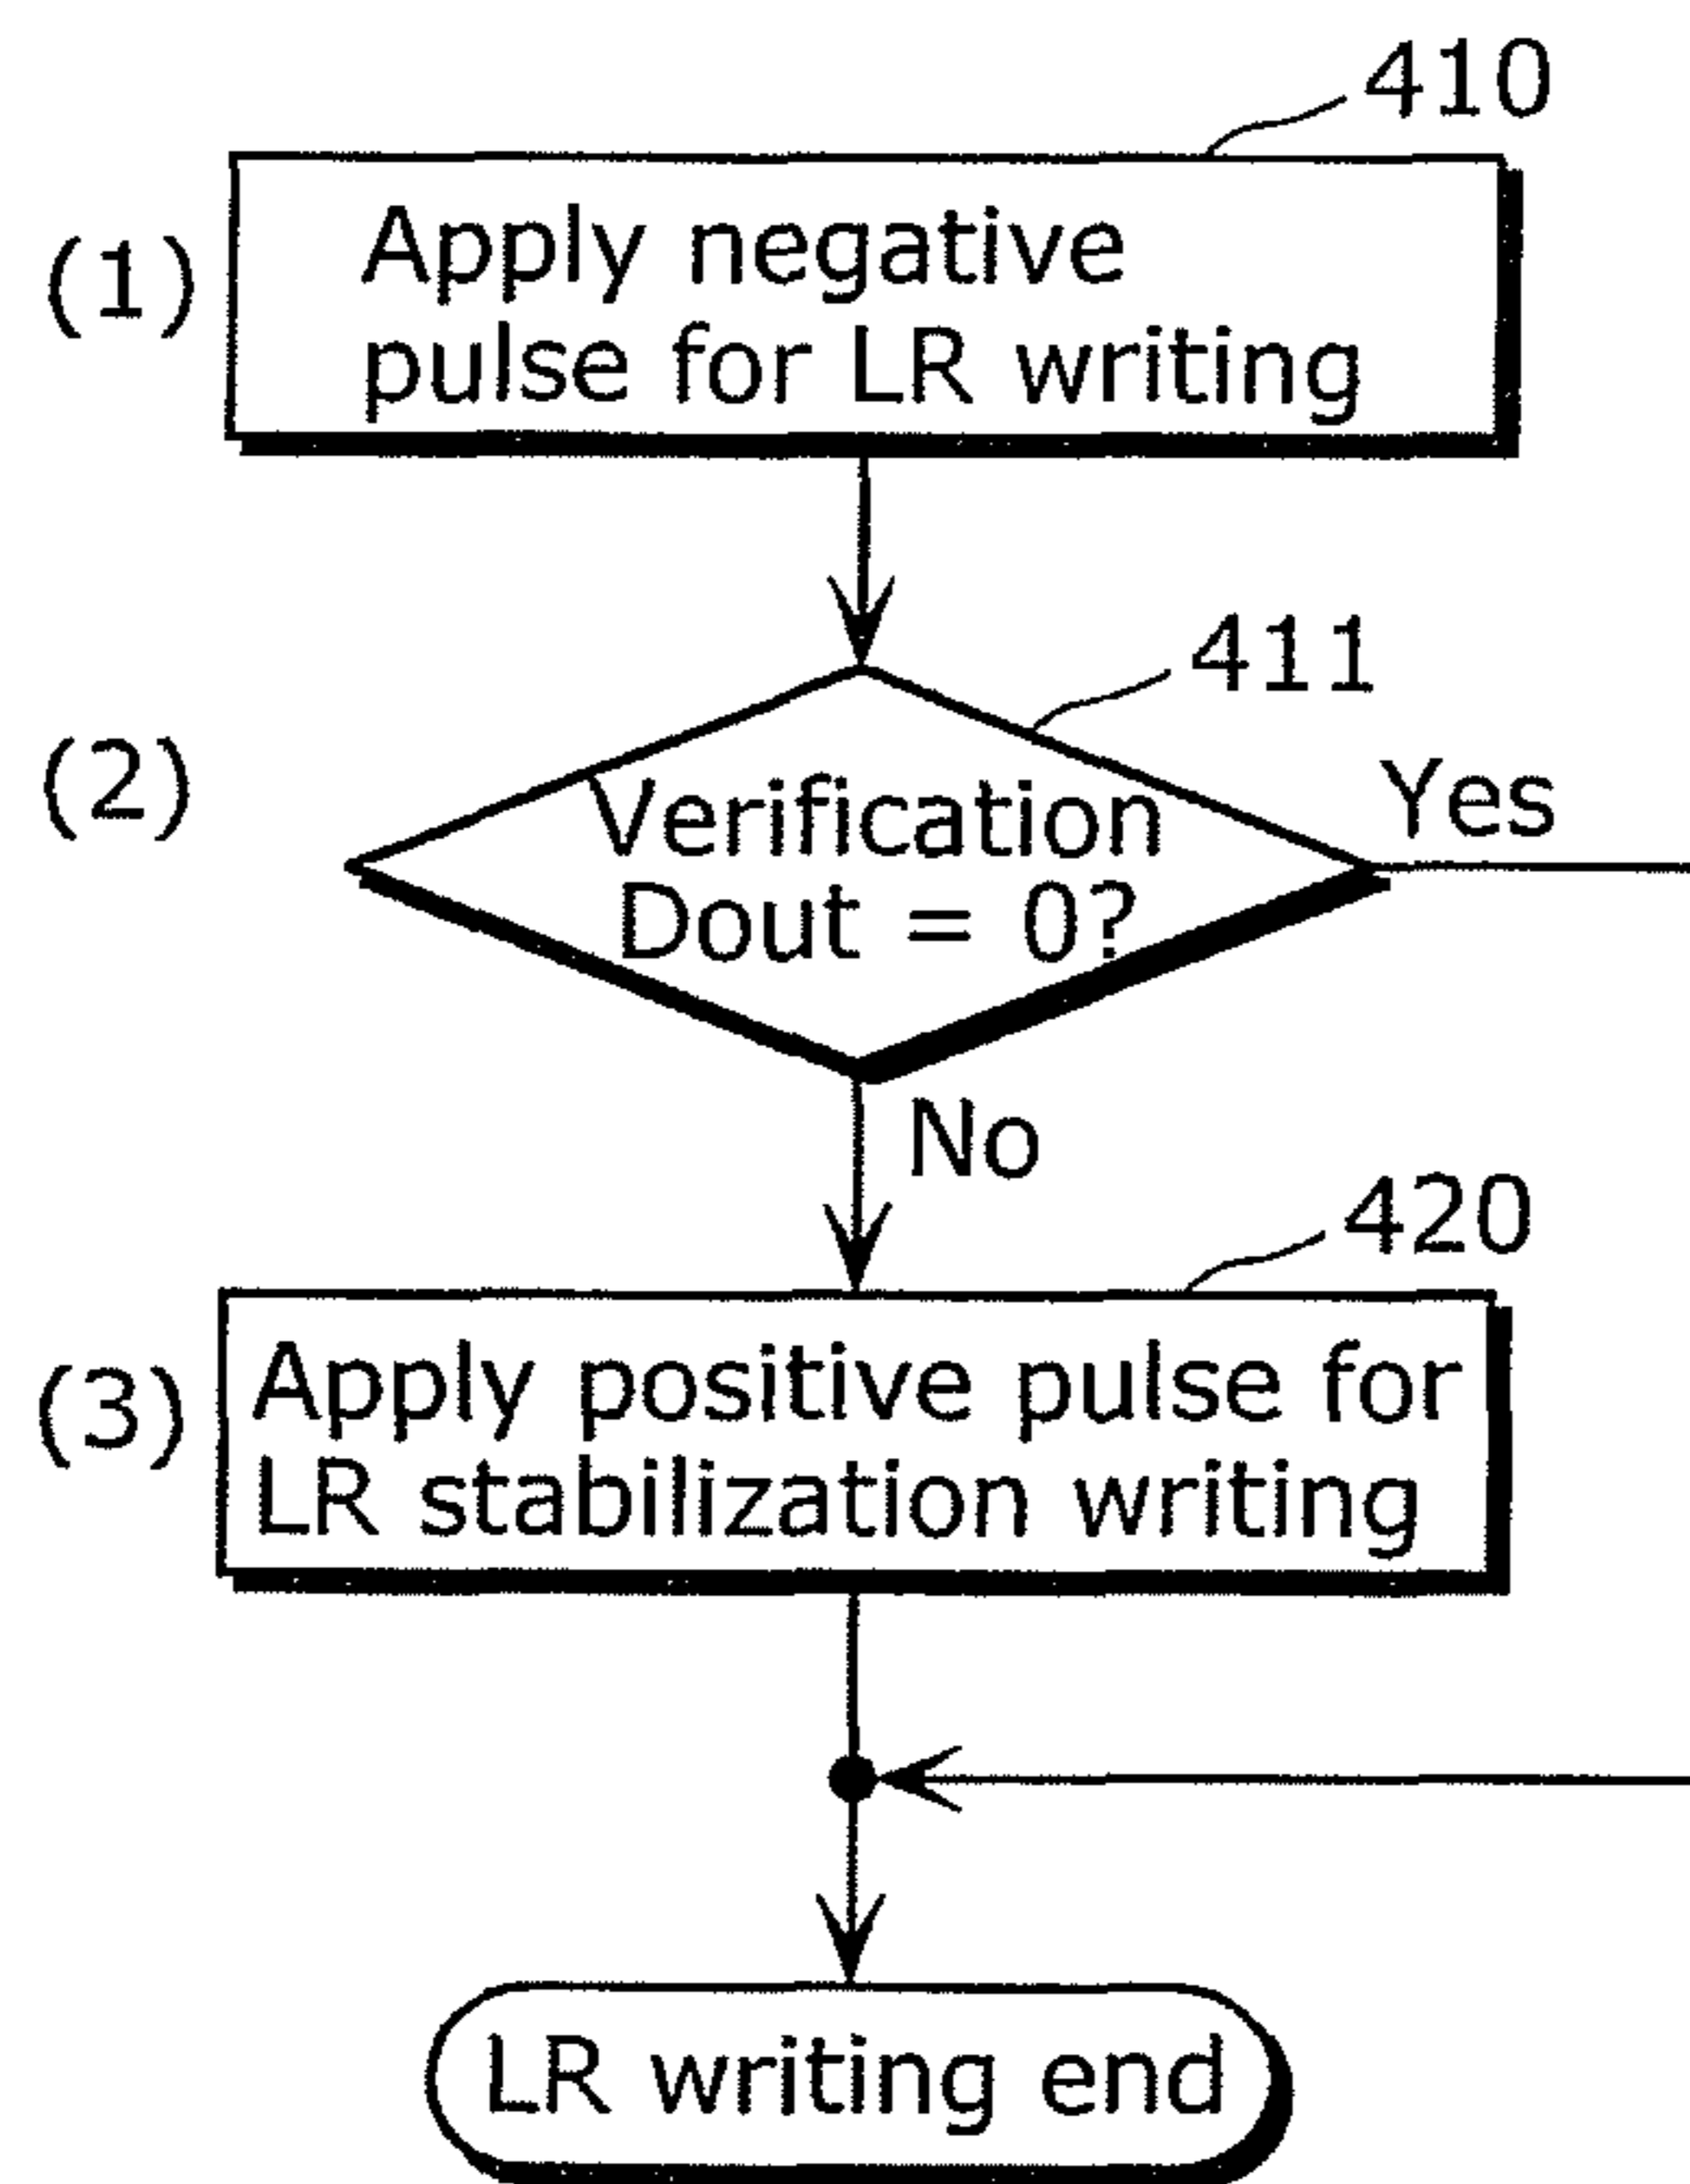 410
(1)
Apply negative
pulse for LR writing
411
(2)
Verification
Dout = 0?
Yes
No
420
(3)
Apply positive pulse for
LR stabilization writing
LR writing end